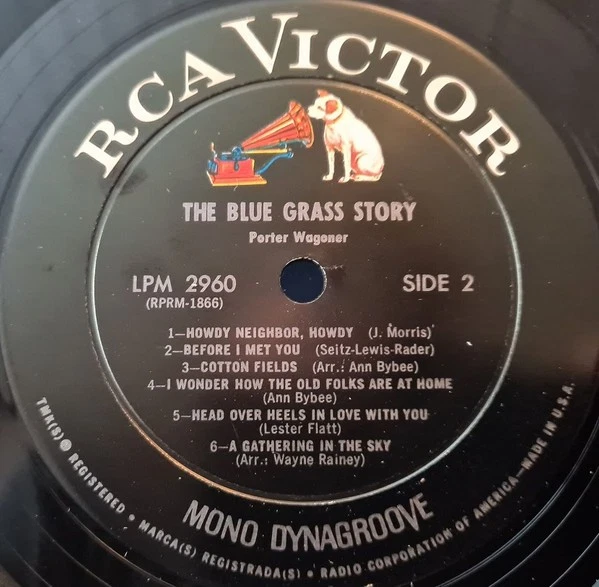 RCA VICTOR
THE BLUE GRASS STORY
Porter Wagoner
LPM 2960
(RPRM-1866)
SIDE 2
1—HOWDY NEIGHBOR, HOWDY (J. Morris)
2—BEFORE I MET YOU (Seitz-Lewis-Rader)
3—COTTON FIELDS (Arr.: Ann Bybee)
4—I WONDER HOW THE OLD FOLKS ARE AT HOME
(Ann Bybee)
5—HEAD OVER HEELS IN LOVE WITH YOU
(Lester Flatt)
6—A GATHERING IN THE SKY
(Arr.: Wayne Rainey)
MONO DYNAGROOVE
TMK(S) ® REGISTERED • MARCA(S) REGISTRADA(S) • RADIO CORPORATION OF AMERICA—MADE IN U.S.A.